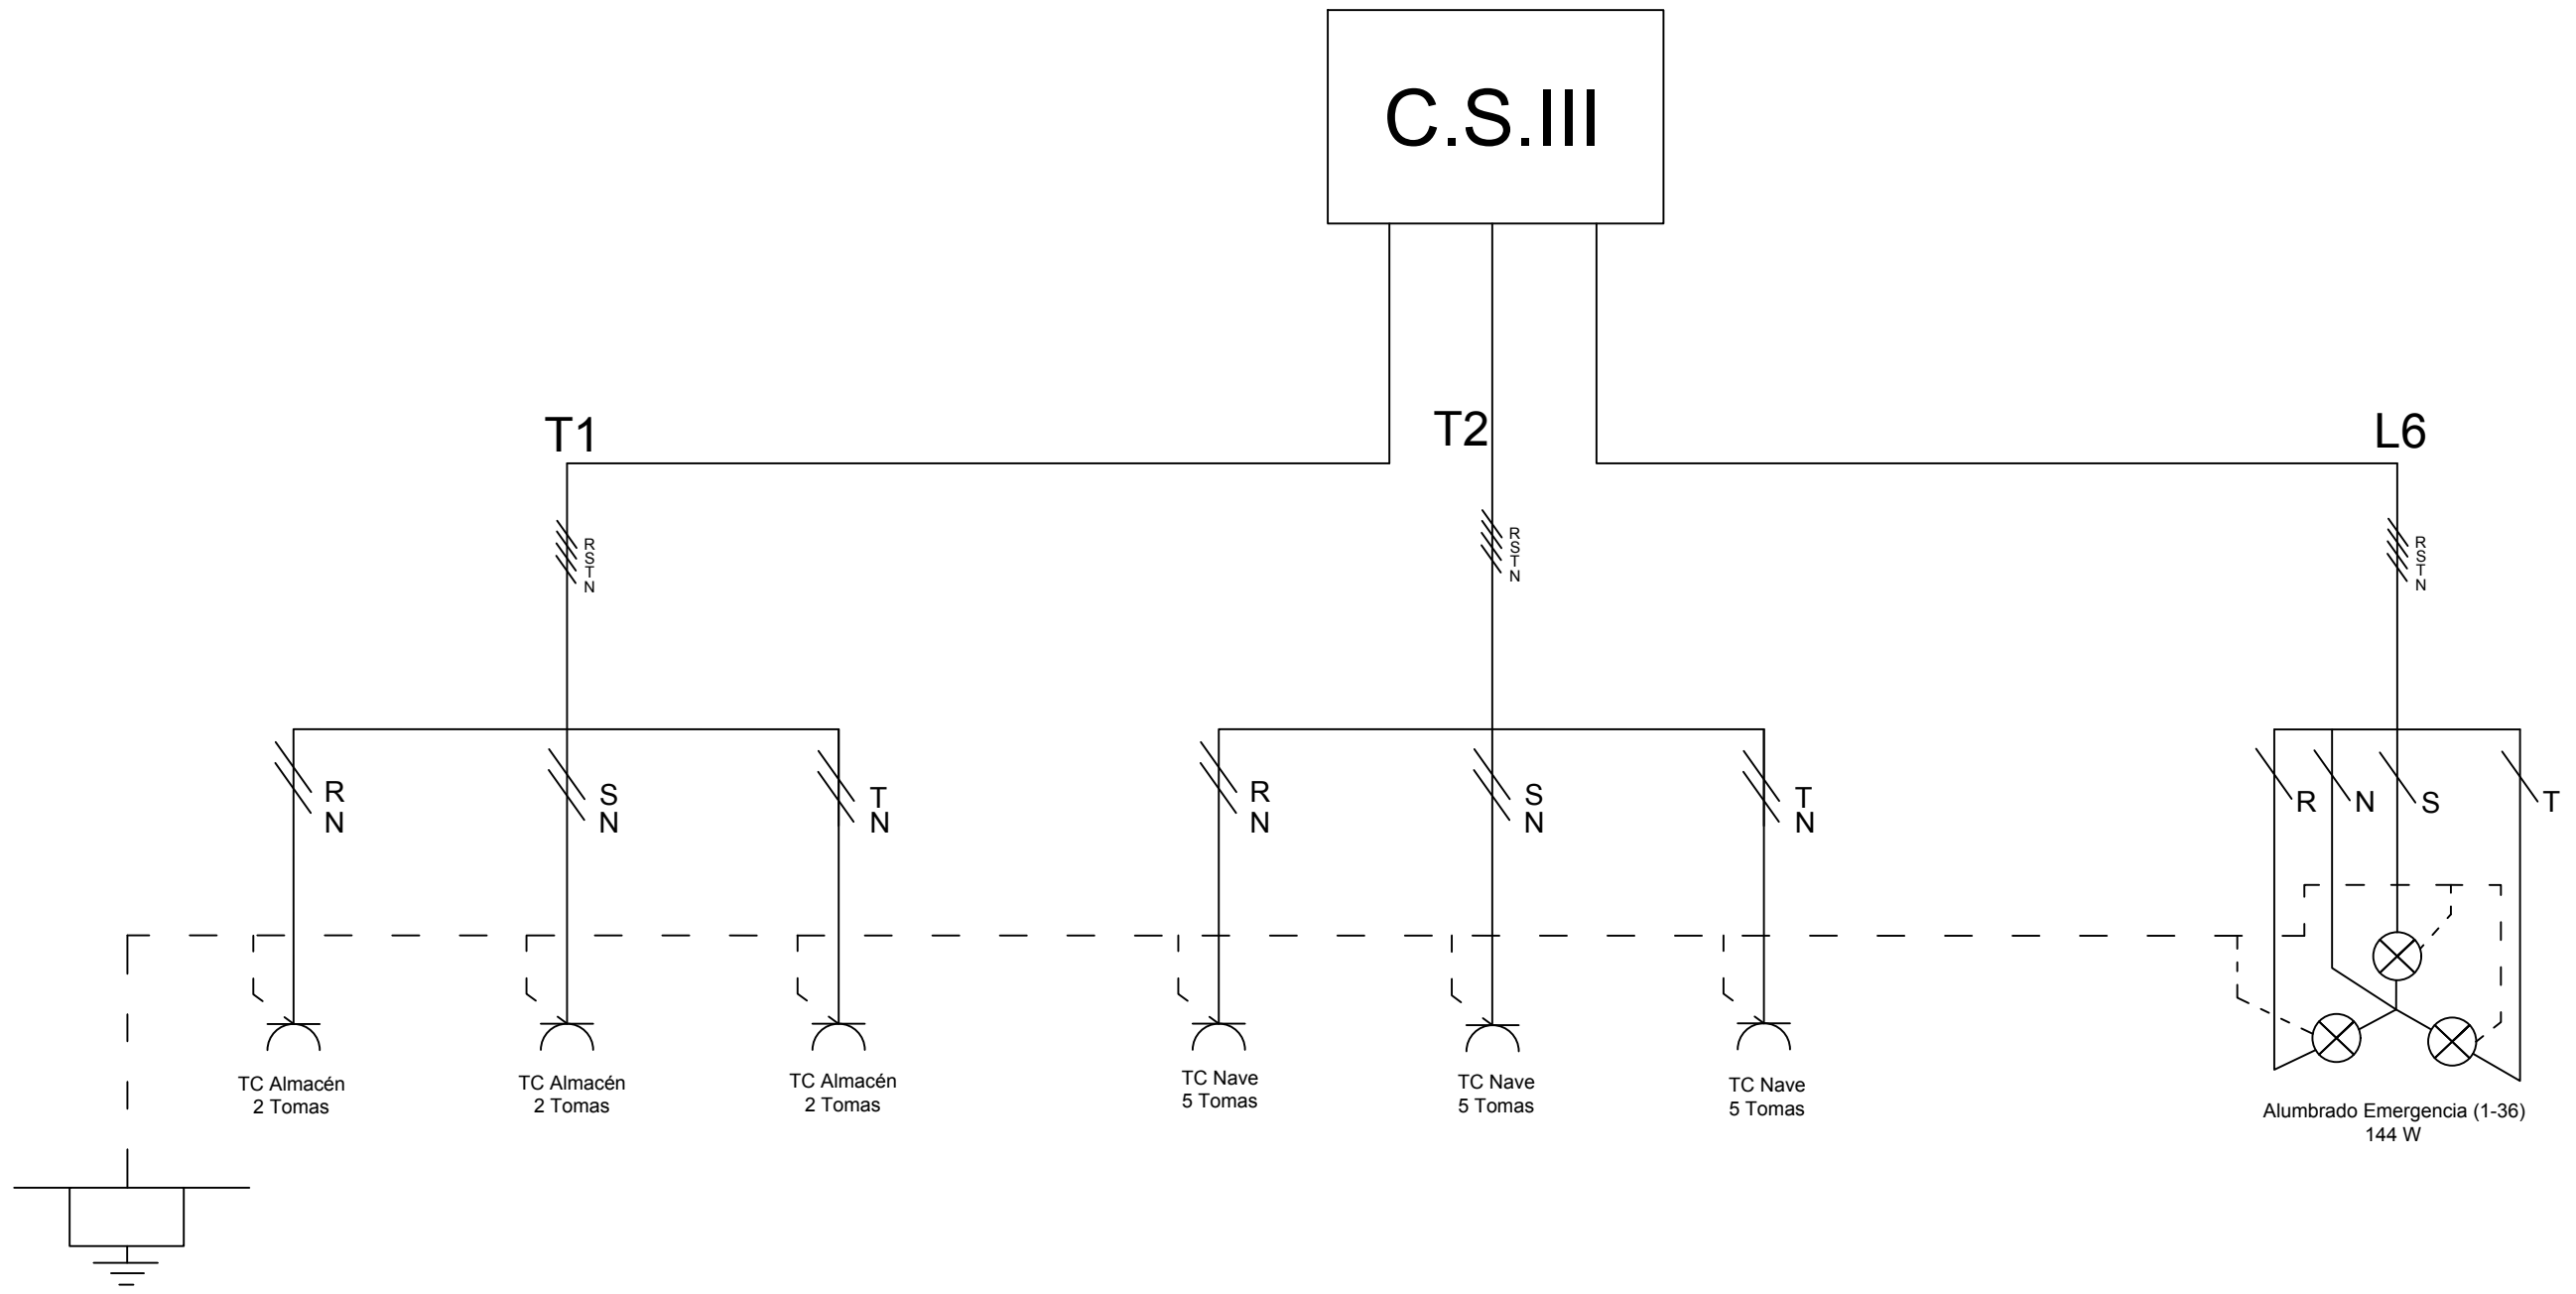 C.S.III
T1
T2
L6
R
S
T
N
R
S
T
N
R
S
T
N
R
N
S
N
T
N
R
N
S
N
T
N
R
N
S
T
TC Almacén
2 Tomas
TC Almacén
2 Tomas
TC Almacén
2 Tomas
TC Nave
5 Tomas
TC Nave
5 Tomas
TC Nave
5 Tomas
Alumbrado Emergencia (1-36)
144 W